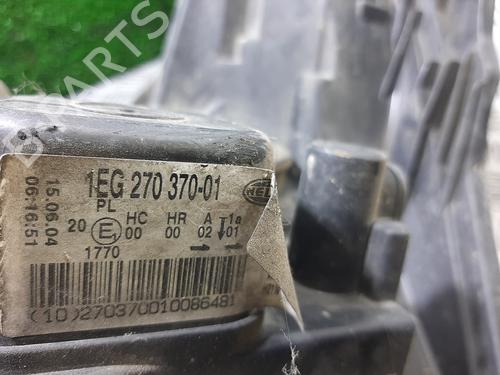 B-PARTS
1EG 270 370-01
PL
15.06.04
06:16:51
20 E HC HR A 1a
00 00 02 01
1770
(10)27037001008648